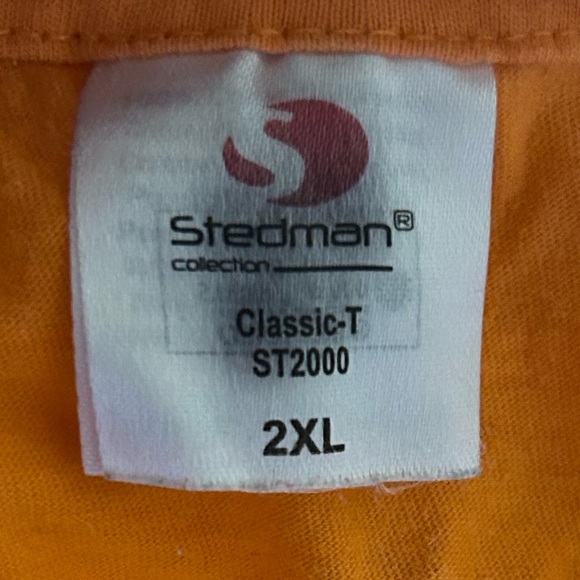 Stedman®
collection
Classic-T
ST2000
2XL